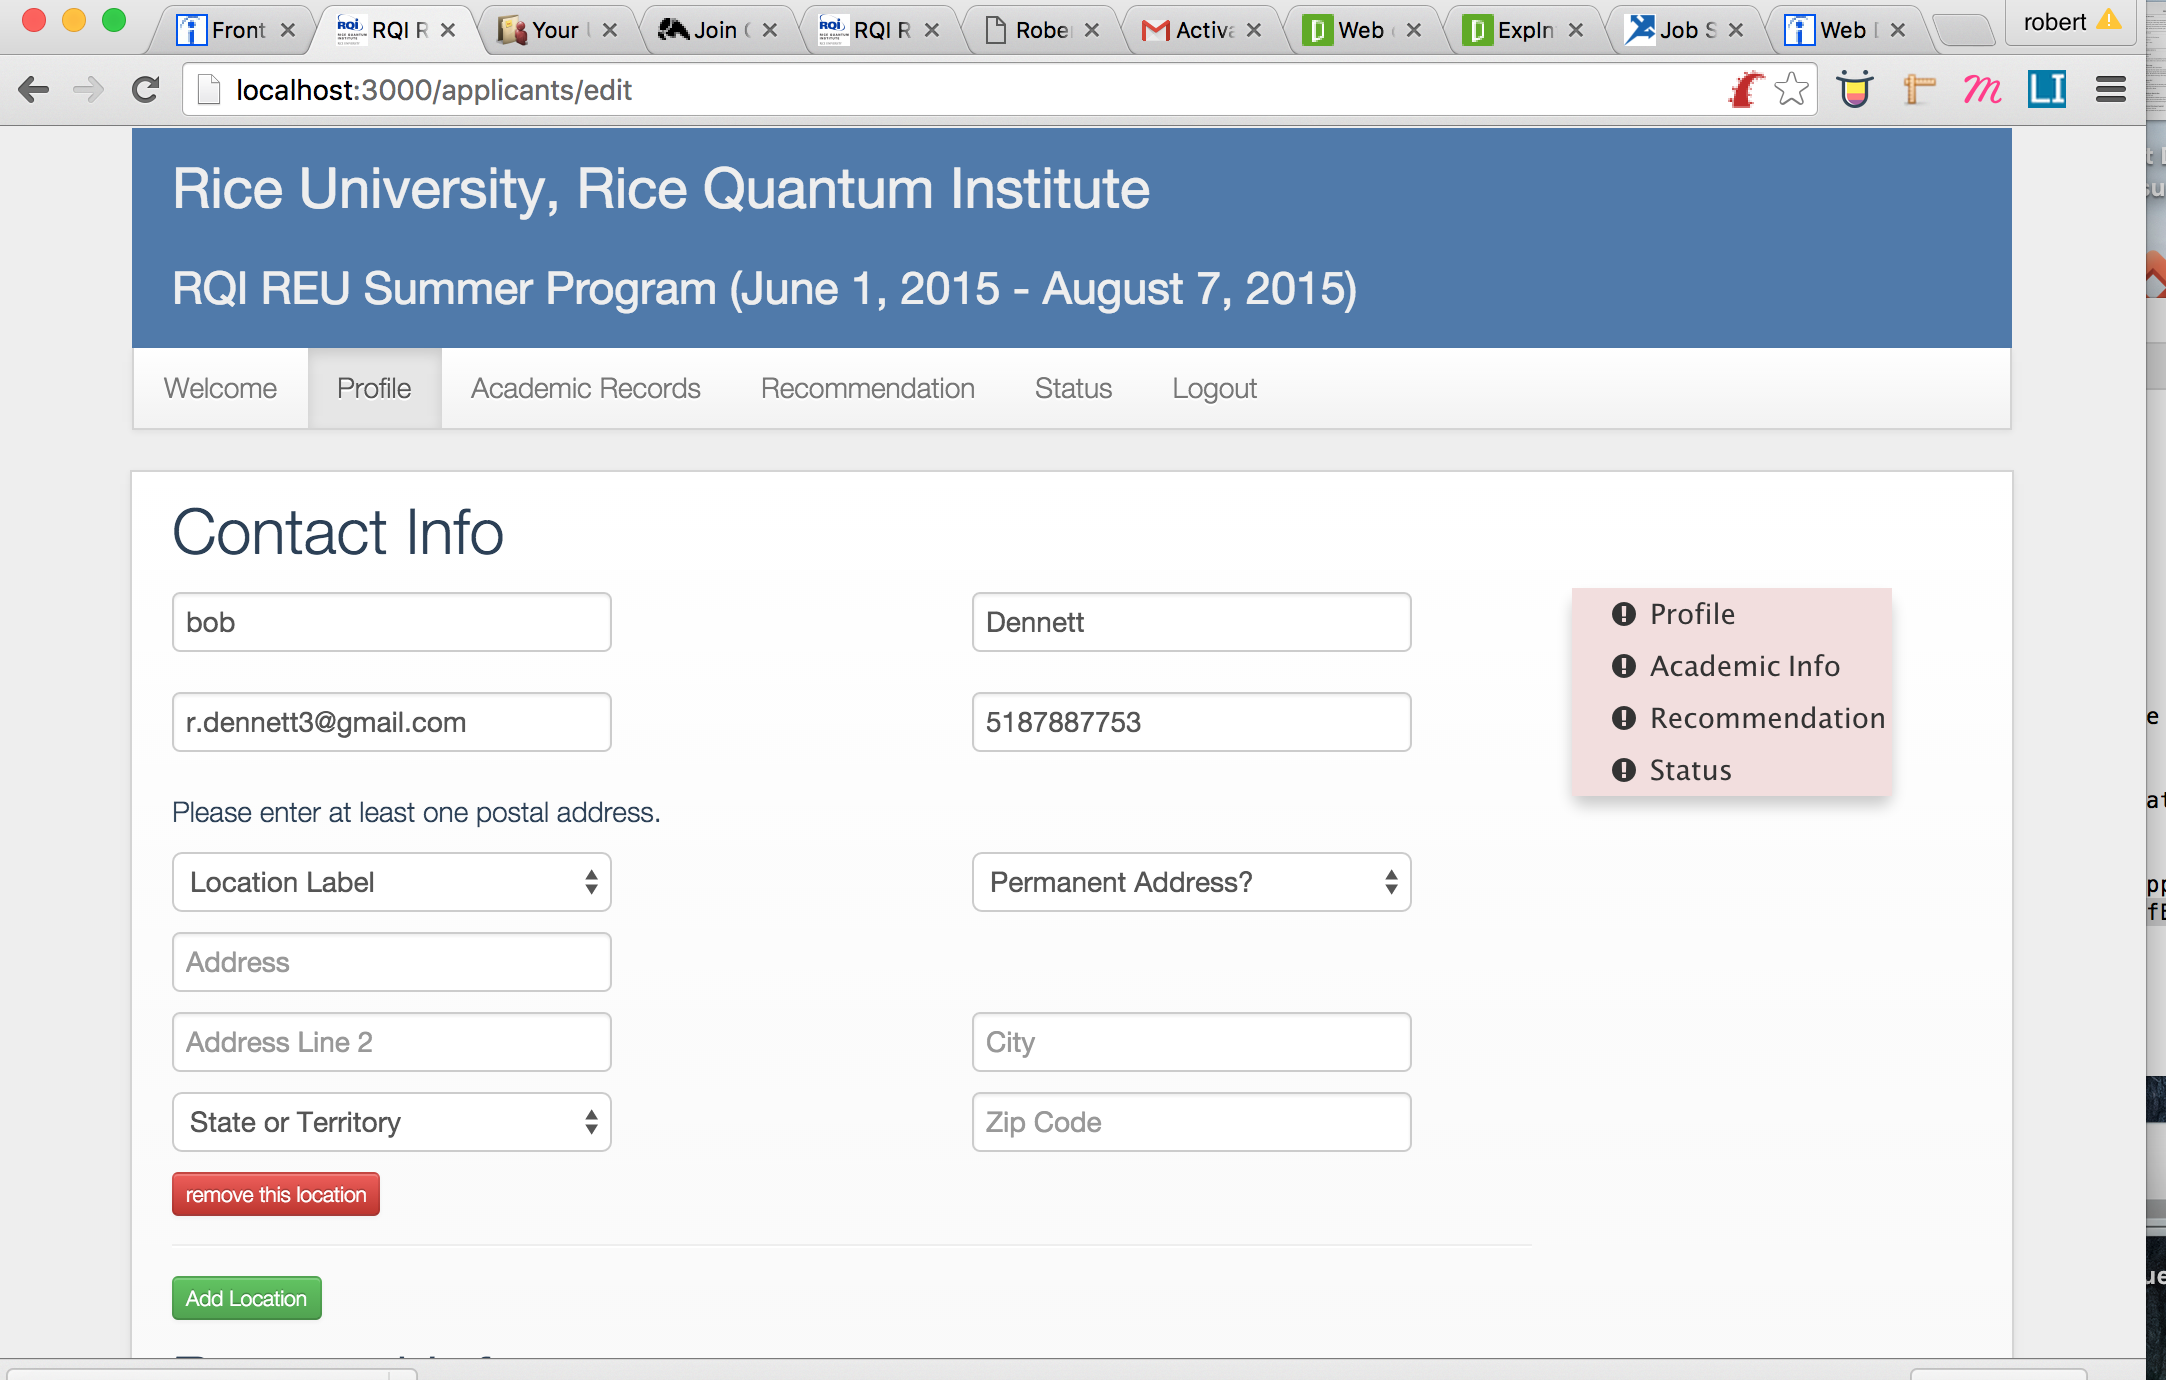 Front
RQI R
Your
Join
RQI R
Robe
Activa
Web
ExpIn
Job S
Web
robert
localhost:3000/applicants/edit
Rice University, Rice Quantum Institute
RQI REU Summer Program (June 1, 2015 - August 7, 2015)
Welcome Profile Academic Records Recommendation Status Logout
Contact Info
bob Dennett
r.dennett3@gmail.com 5187887753
Profile
Academic Info
Recommendation
Status
Please enter at least one postal address.
Location Label Permanent Address?
Address
Address Line 2 City
State or Territory Zip Code
remove this location
Add Location